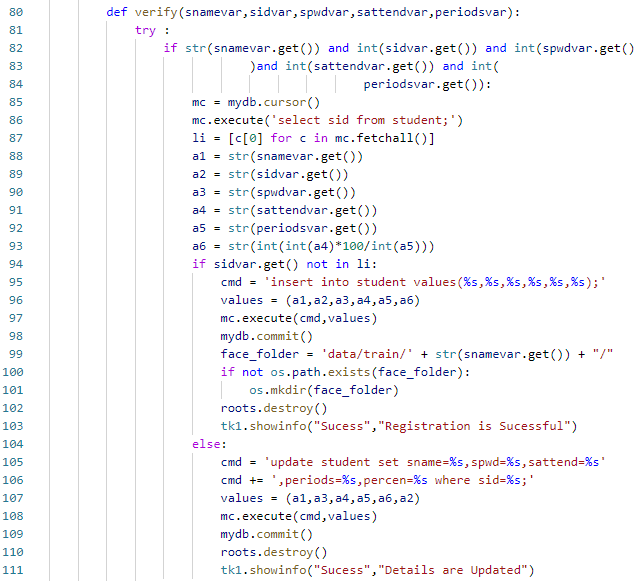 80 def verify(snamevar,sidvar,spwdvar,sattendvar,periodsvar):
81 try :
82 if str(snamevar.get()) and int(sidvar.get()) and int(spwdvar.get()
83 )and int(sattendvar.get()) and int(
84 periodsvar.get()):
85 mc = mydb.cursor()
86 mc.execute('select sid from student;')
87 li = [c[0] for c in mc.fetchall()]
88 a1 = str(snamevar.get())
89 a2 = str(sidvar.get())
90 a3 = str(spwdvar.get())
91 a4 = str(sattendvar.get())
92 a5 = str(periodsvar.get())
93 a6 = str(int(int(a4)*100/int(a5)))
94 if sidvar.get() not in li:
95 cmd = 'insert into student values(%s,%s,%s,%s,%s,%s);'
96 values = (a1,a2,a3,a4,a5,a6)
97 mc.execute(cmd,values)
98 mydb.commit()
99 face_folder = 'data/train/' + str(snamevar.get()) + "/"
100 if not os.path.exists(face_folder):
101 os.mkdir(face_folder)
102 roots.destroy()
103 tk1.showinfo("Sucess","Registration is Sucessful")
104 else:
105 cmd = 'update student set sname=%s,spwd=%s,sattend=%s'
106 cmd += ',periods=%s,percen=%s where sid=%s;'
107 values = (a1,a3,a4,a5,a6,a2)
108 mc.execute(cmd,values)
109 mydb.commit()
110 roots.destroy()
111 tk1.showinfo("Sucess","Details are Updated")